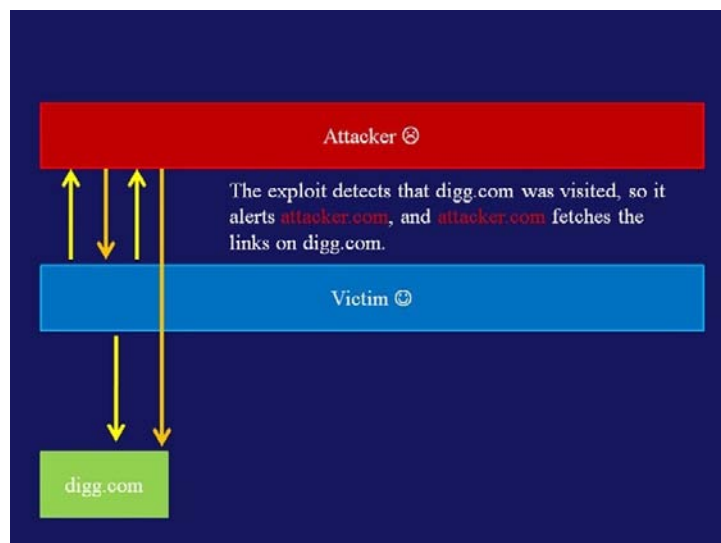 Attacker ☹
The exploit detects that digg.com was visited, so it
alerts attacker.com, and attacker.com fetches the
links on digg.com.
Victim ☺
digg.com